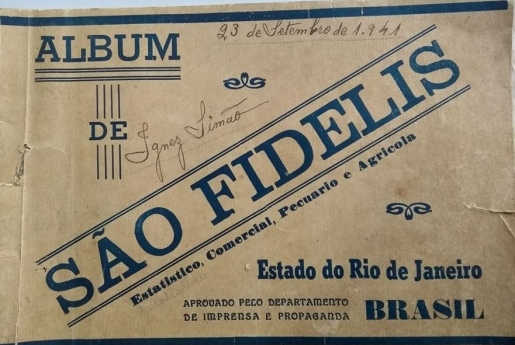 23 de Setembro de 1.941
ALBUM
DE
Ignez Simão
SÃO FIDELIS
Estatistico, Comercial, Pecuario e Agricola
Estado do Rio de Janeiro
APROVADO PELO DEPARTAMENTO
DE IMPRENSA E PROPAGANDA
BRASIL